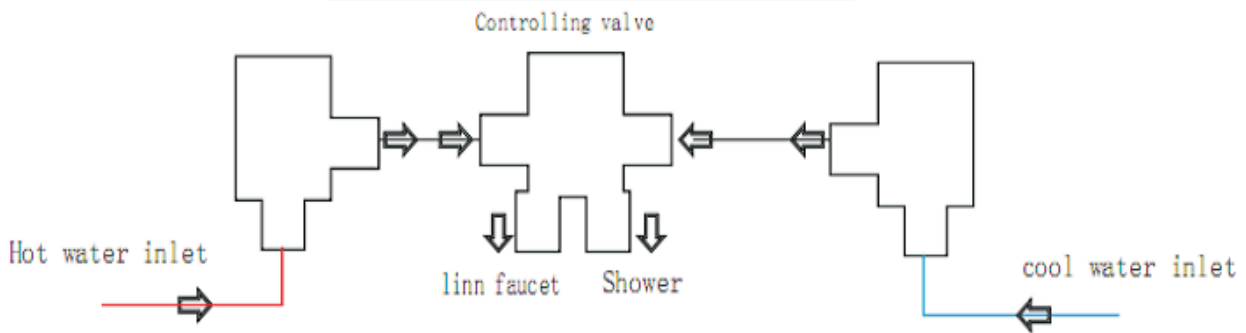 Controlling valve
Hot water inlet
linn faucet
Shower
cool water inlet